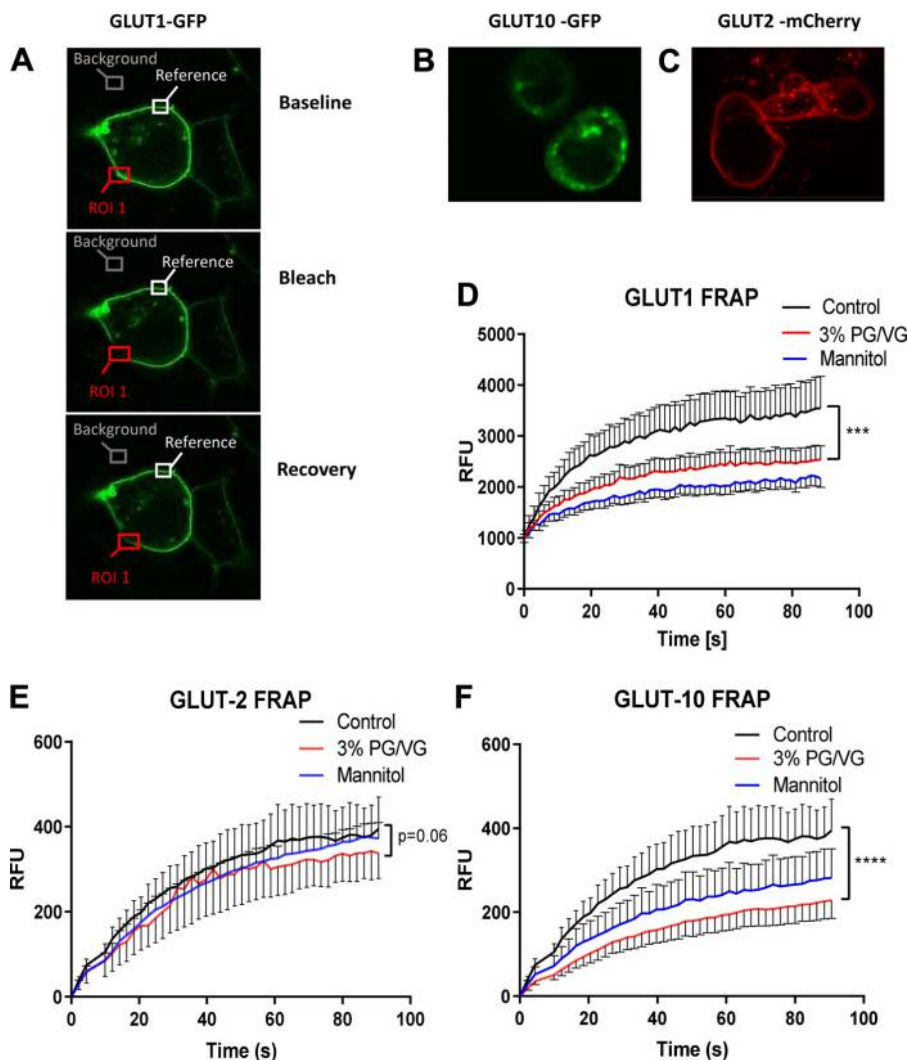 GLUT1-GFP
GLUT10 -GFP
GLUT2 -mCherry
A
Background
Reference
ROI 1
Baseline
Background
Reference
ROI 1
Bleach
Background
Reference
ROI 1
Recovery
B
C
D
GLUT1 FRAP
Control
3% PG/VG
Mannitol
5000
4000
3000
2000
1000
0
RFU
***
0 20 40 60 80 100
Time [s]
E
GLUT-2 FRAP
Control
3% PG/VG
Mannitol
600
400
200
0
RFU
p=0.06
0 20 40 60 80 100
Time (s)
F
GLUT-10 FRAP
Control
3% PG/VG
Mannitol
600
400
200
0
RFU
****
0 20 40 60 80 100
Time (s)